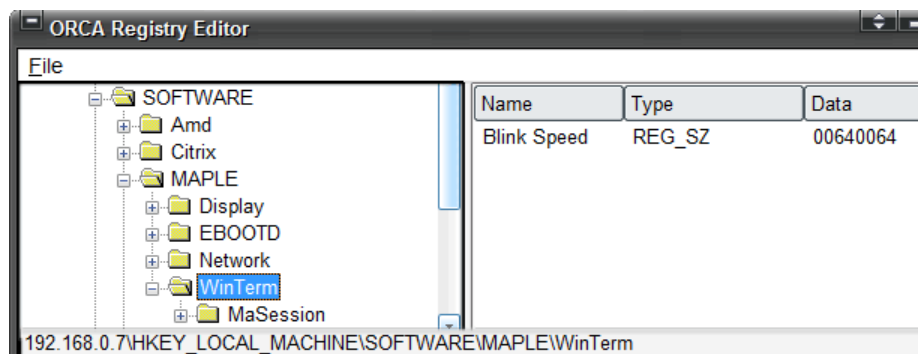 ORCA Registry Editor
File
SOFTWARE
Amd
Citrix
MAPLE
Display
EBOOTD
Network
WinTerm
MaSession
Name Type Data
Blink Speed REG_SZ 00640064
192.168.0.7\HKEY_LOCAL_MACHINE\SOFTWARE\MAPLE\WinTerm